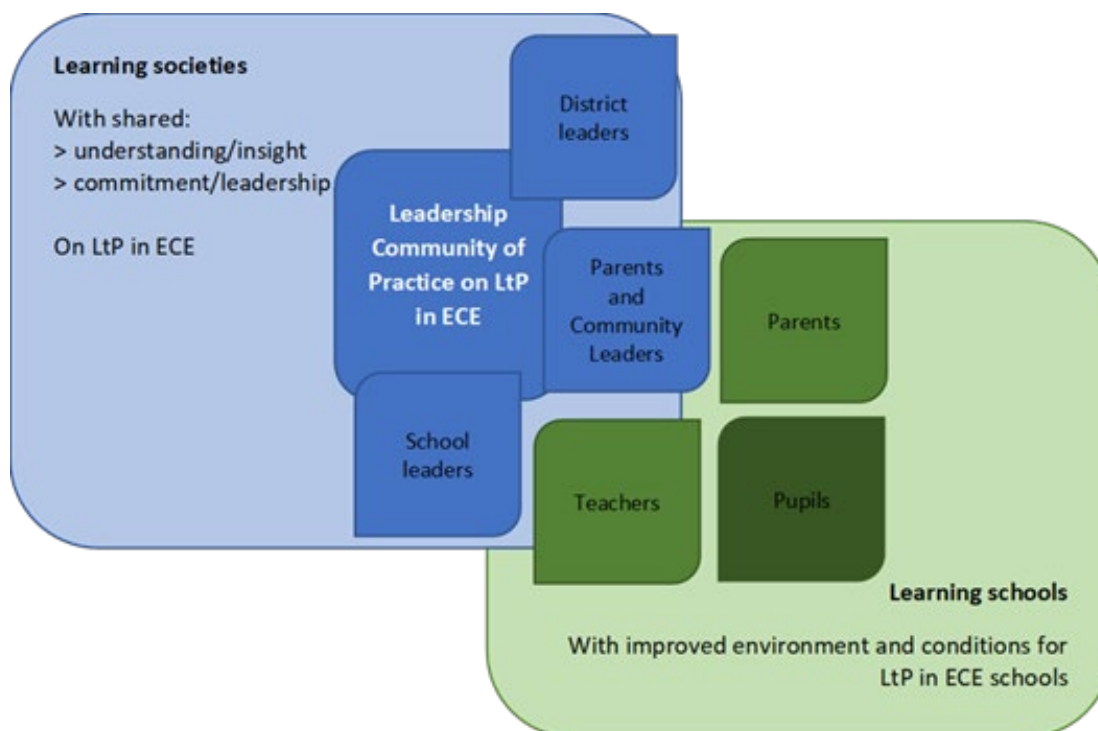 Learning societies
With shared:
> understanding/insight
> commitment/leadership
On LtP in ECE
District
leaders
Leadership
Community of
Practice on LtP
in ECE
Parents
and
Community
Leaders
Parents
School
leaders
Teachers
Pupils
Learning schools
With improved environment and conditions for
LtP in ECE schools